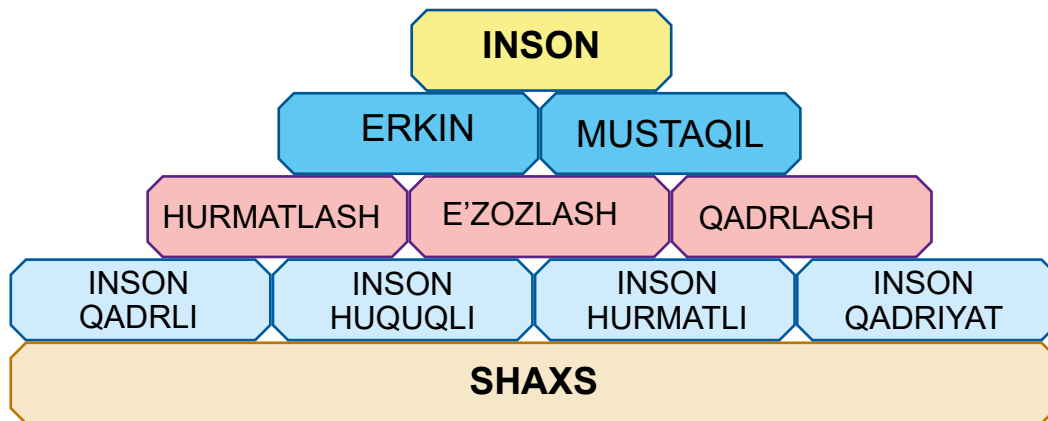 INSON
ERKIN
MUSTAQIL
HURMATLASH
E’ZOZLASH
QADRLASH
INSON
QADRLI
INSON
HUQUQLI
INSON
HURMATLI
INSON
QADRIYAT
SHAXS